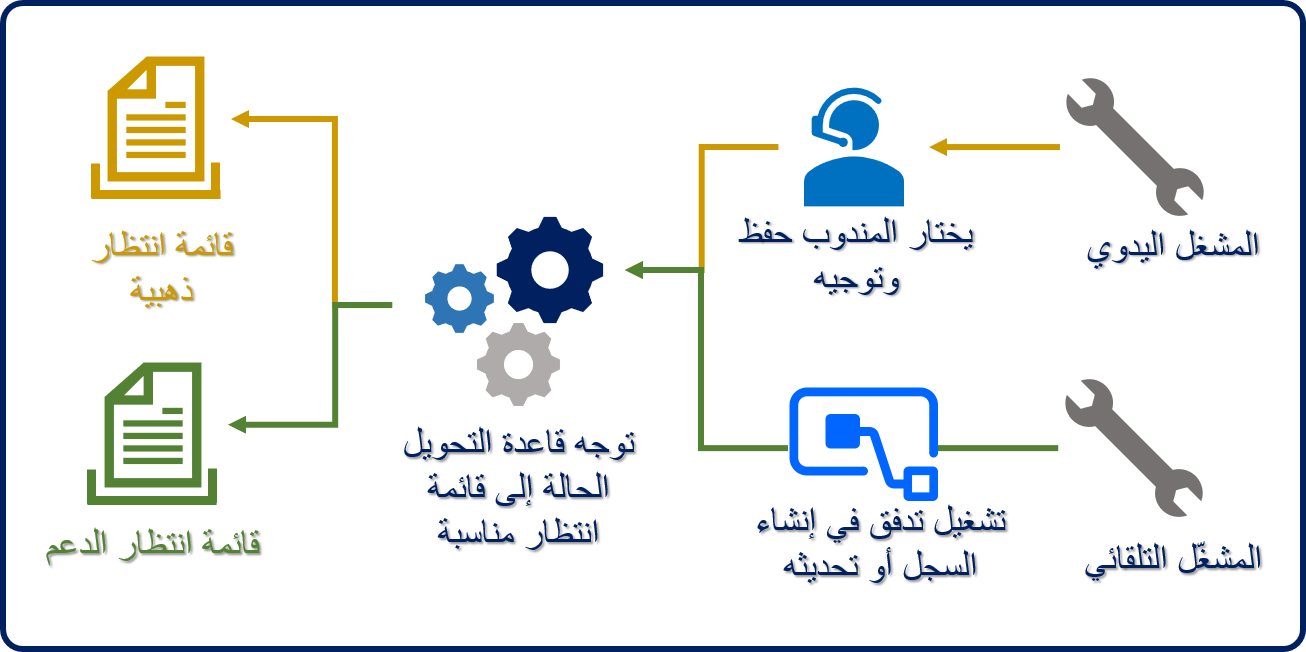 المشغل اليدوي
يختار المندوب حفظ
وتوجيه
قائمة انتظار
ذهبية
توجه قاعدة التحويل
الحالة إلى قائمة
انتظار مناسبة
المشغّل التلقائي
تشغيل تدفق في إنشاء
السجل أو تحديثه
قائمة انتظار الدعم